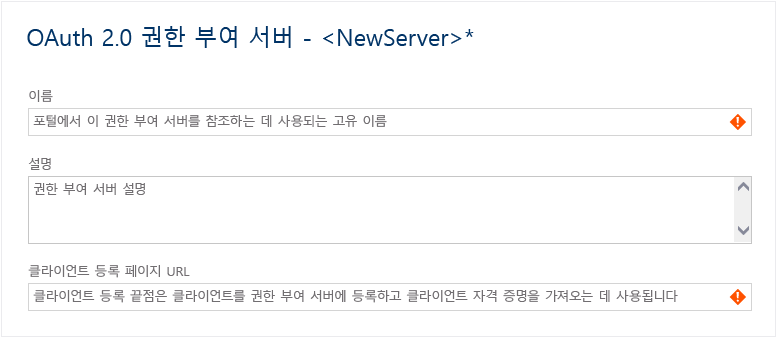 OAuth 2.0 권한 부여 서버 - <NewServer>*
이름
포털에서 이 권한 부여 서버를 참조하는 데 사용되는 고유 이름
설명
권한 부여 서버 설명
클라이언트 등록 페이지 URL
클라이언트 등록 끝점은 클라이언트를 권한 부여 서버에 등록하고 클라이언트 자격 증명을 가져오는 데 사용됩니다